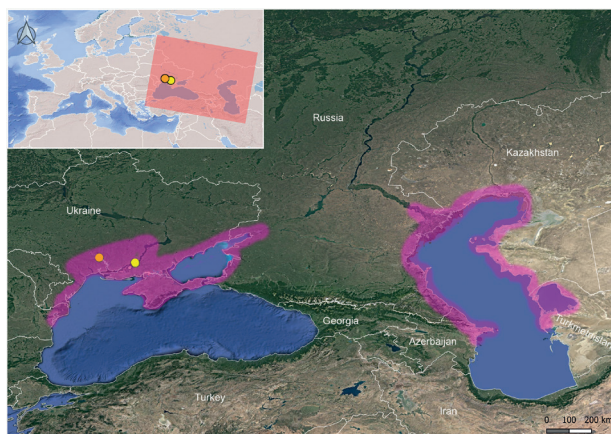 Russia
Kazakhstan
Ukraine
Georgia
Azerbaijan
Turkmenistan
Turkey
Iran
0 100 200 km